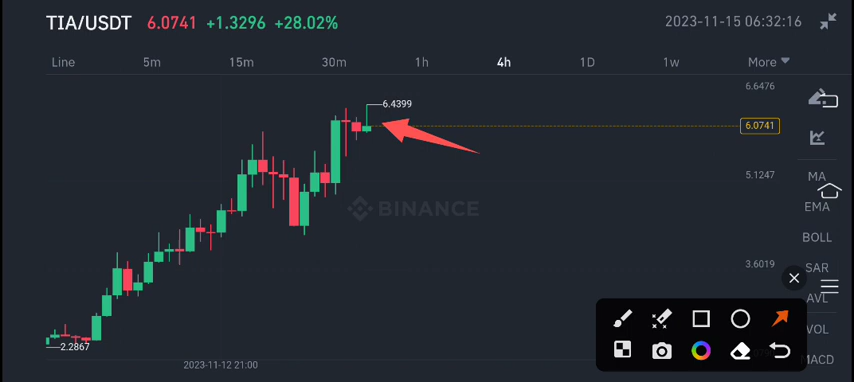 TIA/USDT 6.0741 +1.3296 +28.02% 2023-11-15 06:32:16
Line 5m 15m 30m 1h 4h 1D 1w More
6.6476
6.4399
6.0741
5.1247
MA
BINANCE
EMA
BOLL
3.6019
SAR
AVL
VOL
2.2867
MACD
2023-11-12 21:00